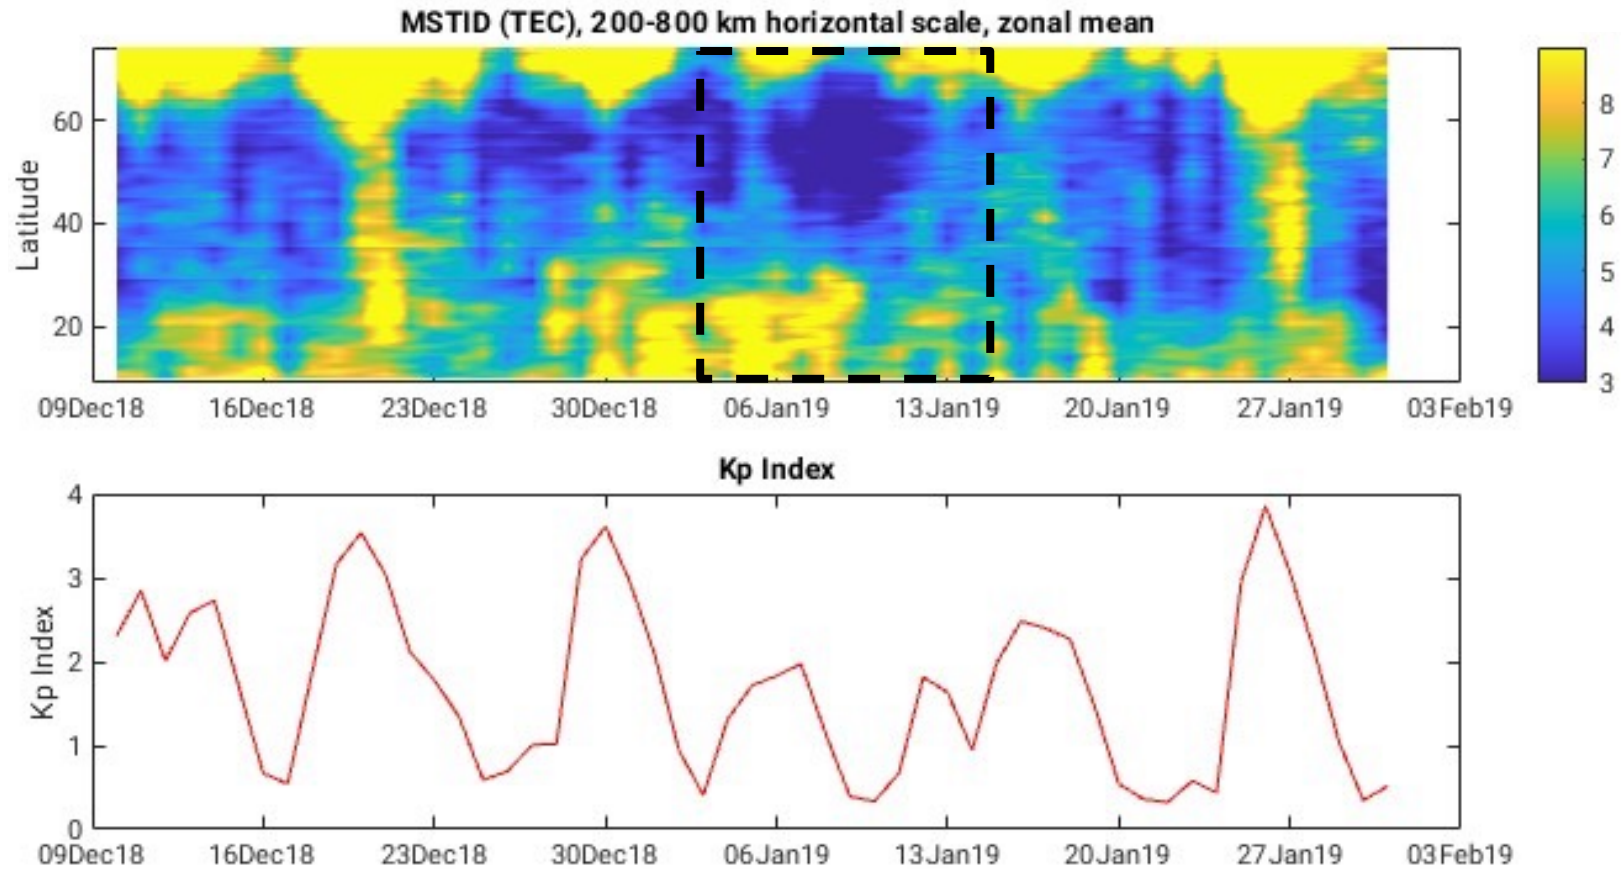 MSTID (TEC), 200-800 km horizontal scale, zonal mean
Latitude
60
40
20
09Dec18 16Dec18 23Dec18 30Dec18 06Jan19 13Jan19 20Jan19 27Jan19 03Feb19
8
7
6
5
4
3
Kp Index
Kp Index
4
3
2
1
0
09Dec18 16Dec18 23Dec18 30Dec18 06Jan19 13Jan19 20Jan19 27Jan19 03Feb19